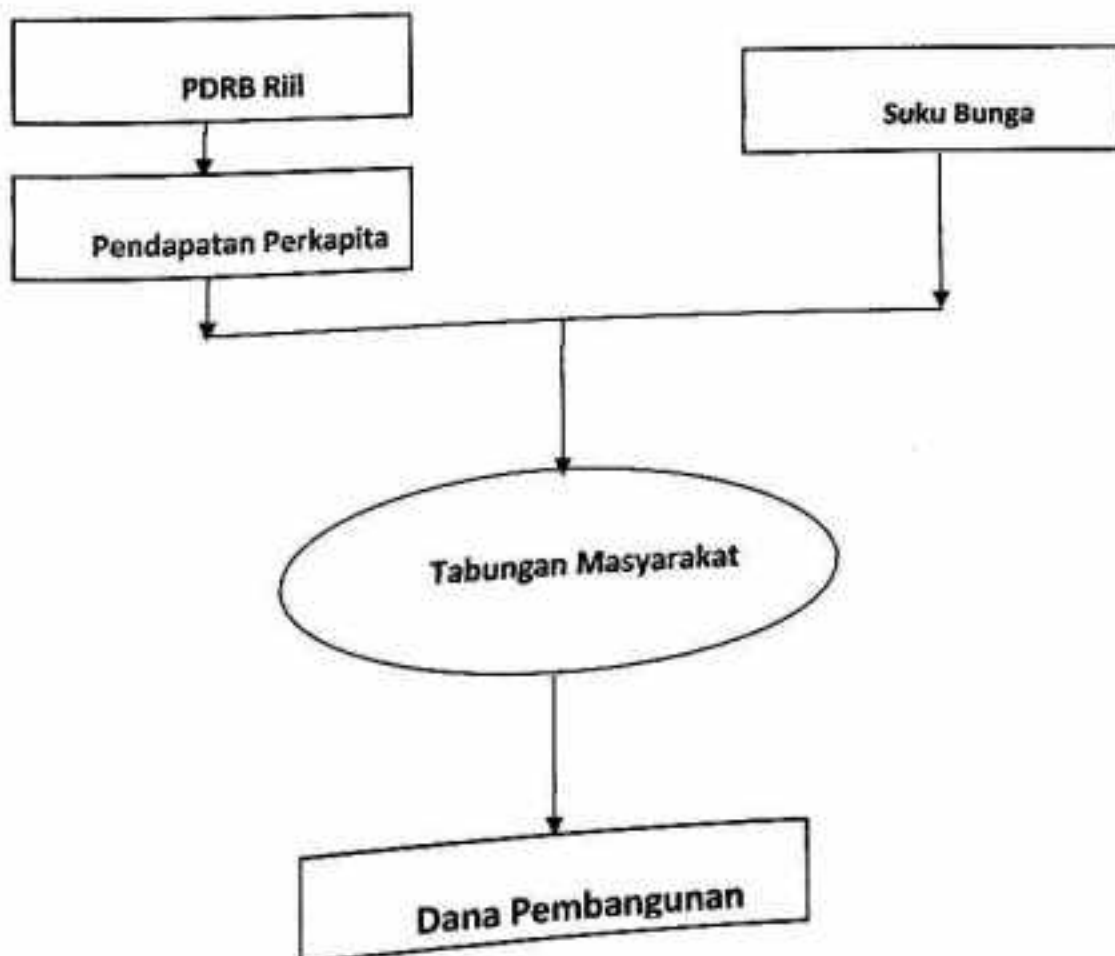 PDRB Riil
Suku Bunga
Pendapatan Perkapita
Tabungan Masyarakat
Dana Pembangunan